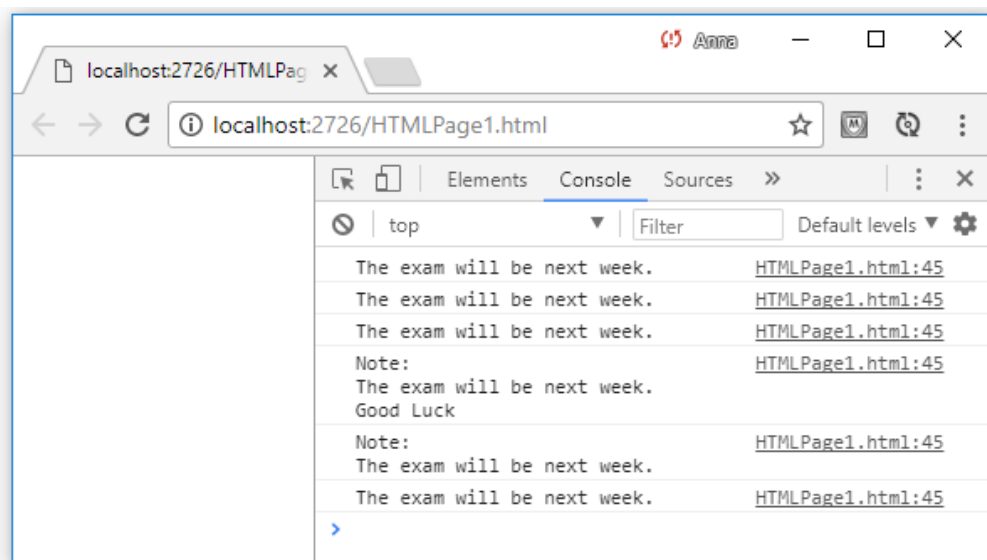 Anna
localhost:2726/HTMLPag
localhost:2726/HTMLPage1.html
Elements Console Sources »
top Filter Default levels
The exam will be next week. HTMLPage1.html:45
The exam will be next week. HTMLPage1.html:45
The exam will be next week. HTMLPage1.html:45
Note: HTMLPage1.html:45
The exam will be next week.
Good Luck
Note: HTMLPage1.html:45
The exam will be next week.
The exam will be next week. HTMLPage1.html:45
>